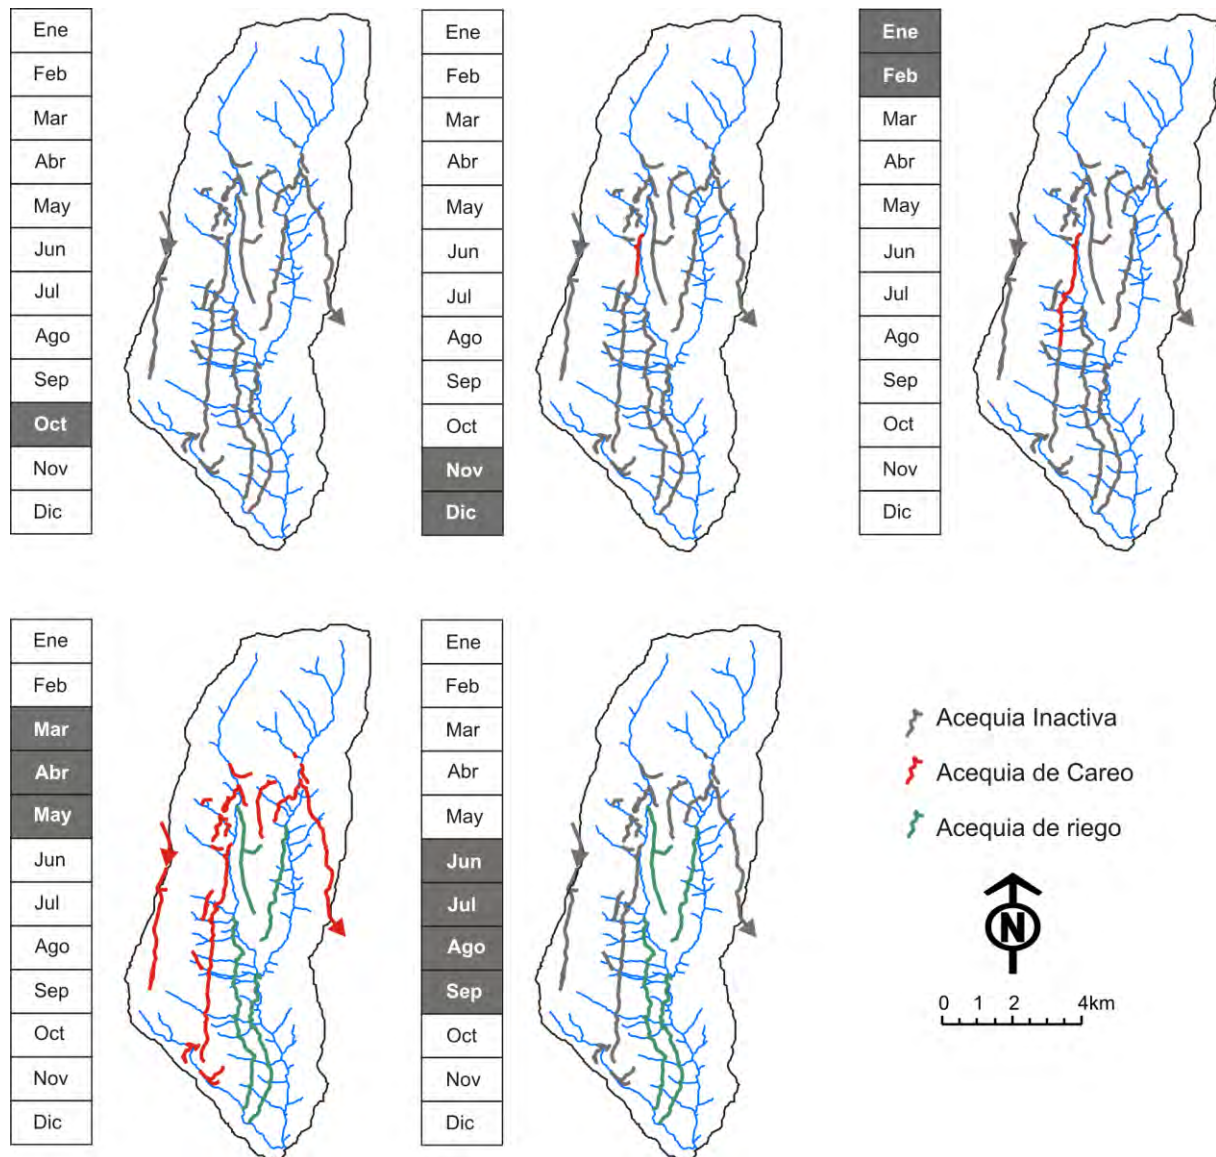 Ene
Feb
Mar
Abr
May
Jun
Jul
Ago
Sep
Oct
Nov
Dic
Ene
Feb
Mar
Abr
May
Jun
Jul
Ago
Sep
Oct
Nov
Dic
Ene
Feb
Mar
Abr
May
Jun
Jul
Ago
Sep
Oct
Nov
Dic
Ene
Feb
Mar
Abr
May
Jun
Jul
Ago
Sep
Oct
Nov
Dic
Ene
Feb
Mar
Abr
May
Jun
Jul
Ago
Sep
Oct
Nov
Dic
Acequia Inactiva
Acequia de Careo
Acequia de riego
N
0 1 2 4km